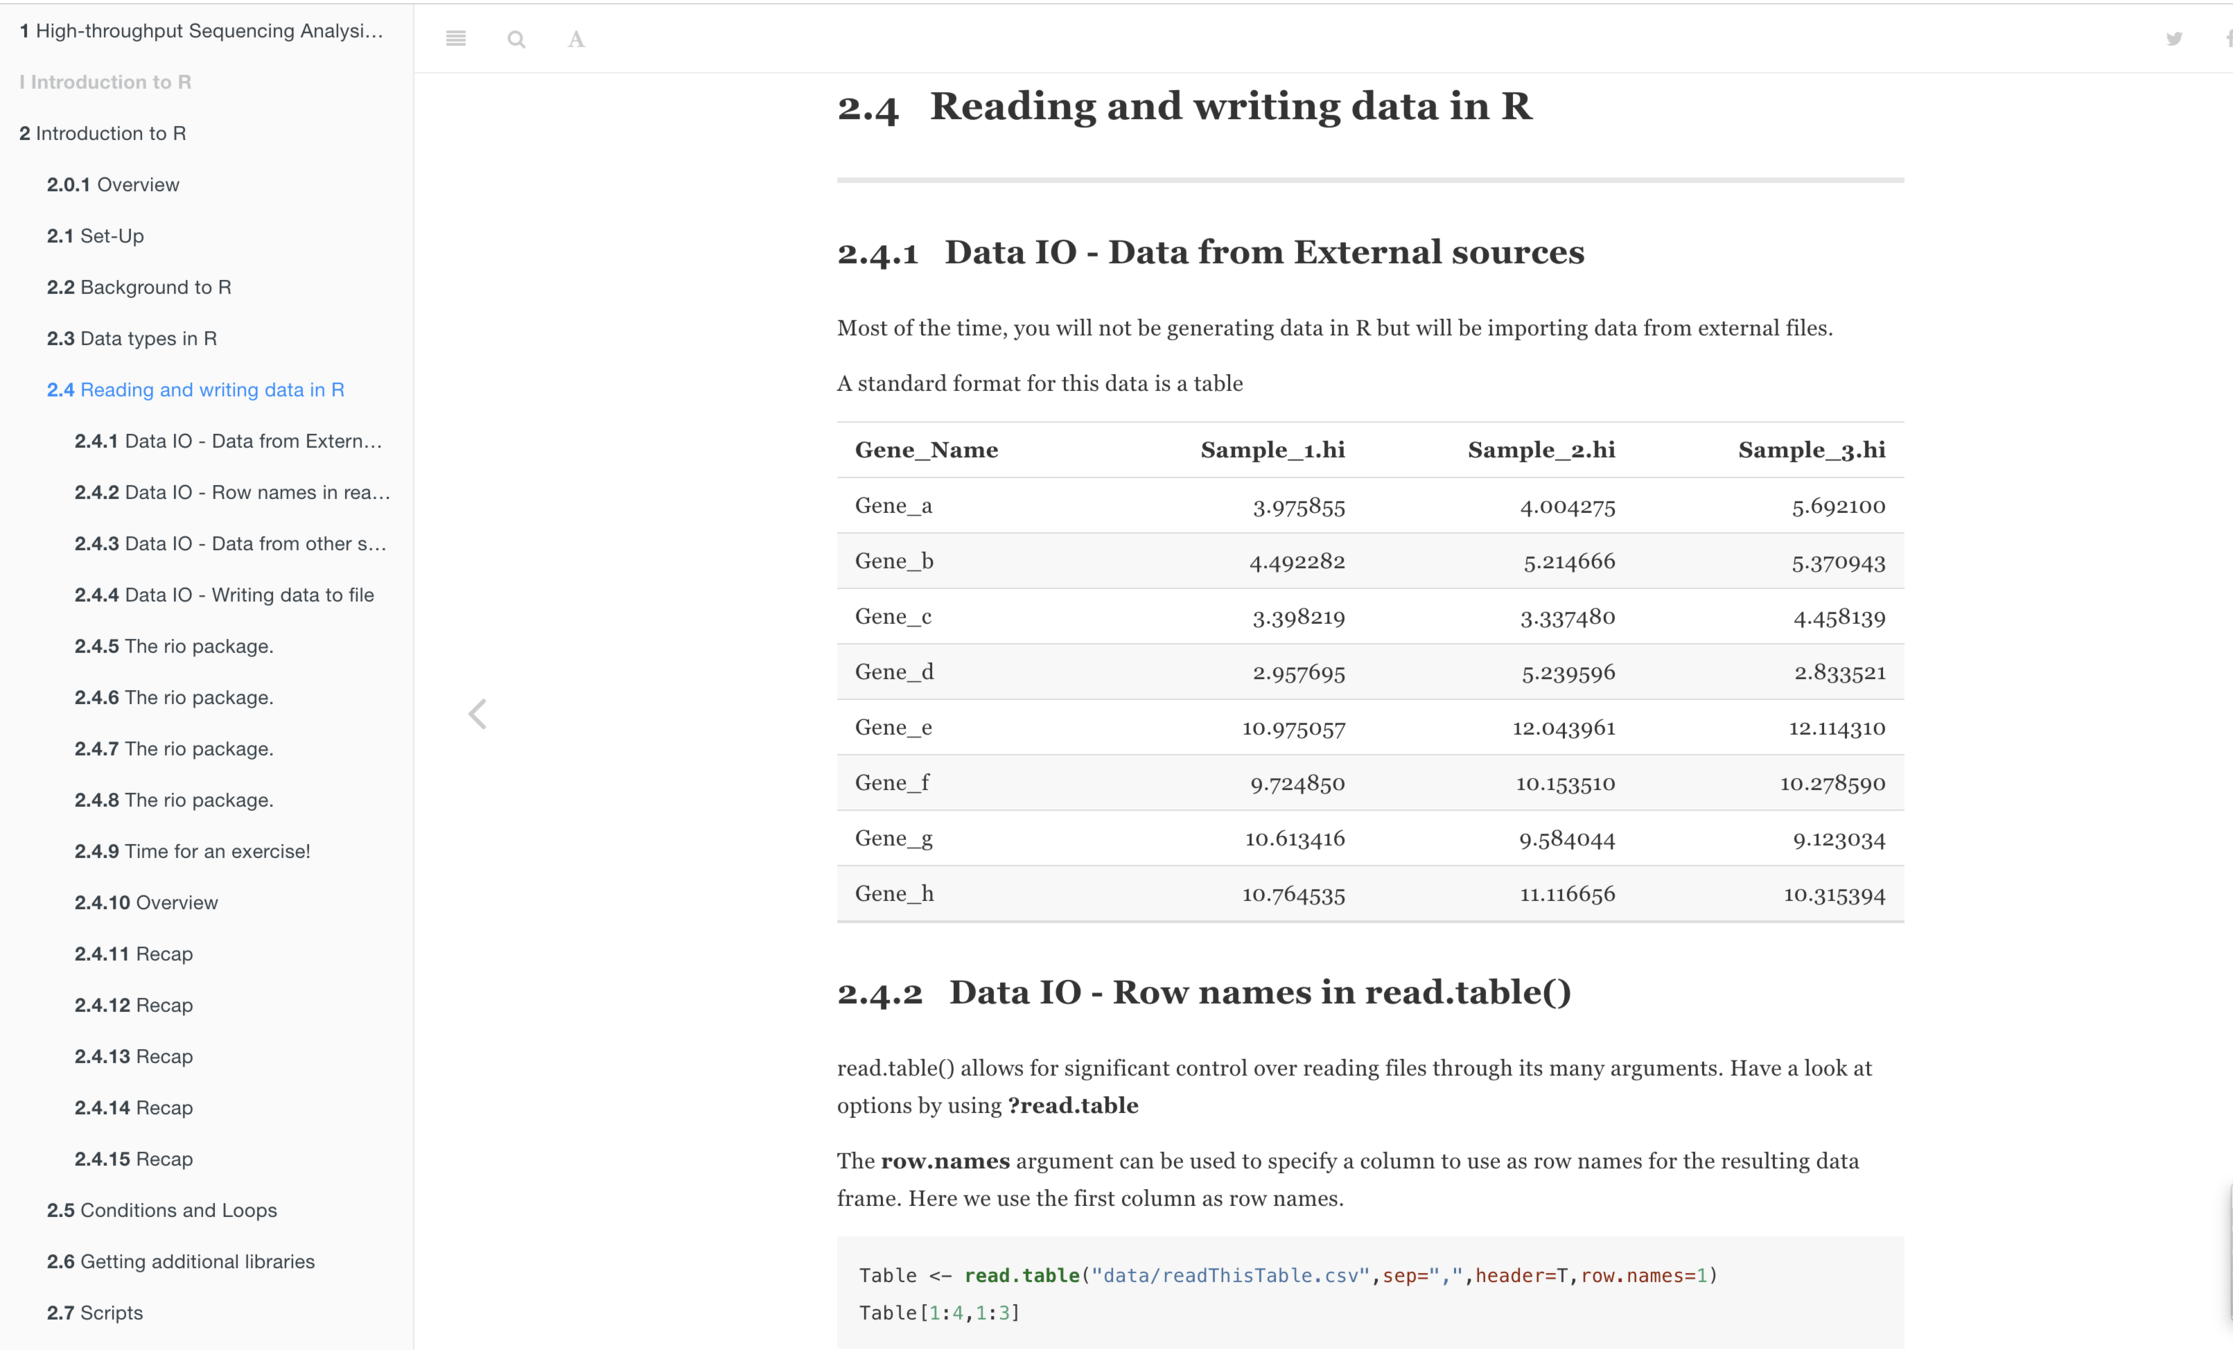 1 High-throughput Sequencing Analysi...
I Introduction to R
2 Introduction to R
2.0.1 Overview
2.1 Set-Up
2.2 Background to R
2.3 Data types in R
2.4 Reading and writing data in R
2.4.1 Data IO - Data from Extern...
2.4.2 Data IO - Row names in rea...
2.4.3 Data IO - Data from other s...
2.4.4 Data IO - Writing data to file
2.4.5 The rio package.
2.4.6 The rio package.
2.4.7 The rio package.
2.4.8 The rio package.
2.4.9 Time for an exercise!
2.4.10 Overview
2.4.11 Recap
2.4.12 Recap
2.4.13 Recap
2.4.14 Recap
2.4.15 Recap
2.5 Conditions and Loops
2.6 Getting additional libraries
2.7 Scripts
A
2.4 Reading and writing data in R
2.4.1 Data IO - Data from External sources
Most of the time, you will not be generating data in R but will be importing data from external files.
A standard format for this data is a table
Gene_Name Sample_1.hi Sample_2.hi Sample_3.hi
Gene_a 3.975855 4.004275 5.692100
Gene_b 4.492282 5.214666 5.370943
Gene_c 3.398219 3.337480 4.458139
Gene_d 2.957695 5.239596 2.833521
Gene_e 10.975057 12.043961 12.114310
Gene_f 9.724850 10.153510 10.278590
Gene_g 10.613416 9.584044 9.123034
Gene_h 10.764535 11.116656 10.315394
2.4.2 Data IO - Row names in read.table()
read.table() allows for significant control over reading files through its many arguments. Have a look at
options by using ?read.table
The row.names argument can be used to specify a column to use as row names for the resulting data
frame. Here we use the first column as row names.
Table <- read.table("data/readThisTable.csv",sep=",",header=T,row.names=1)
Table[1:4,1:3]